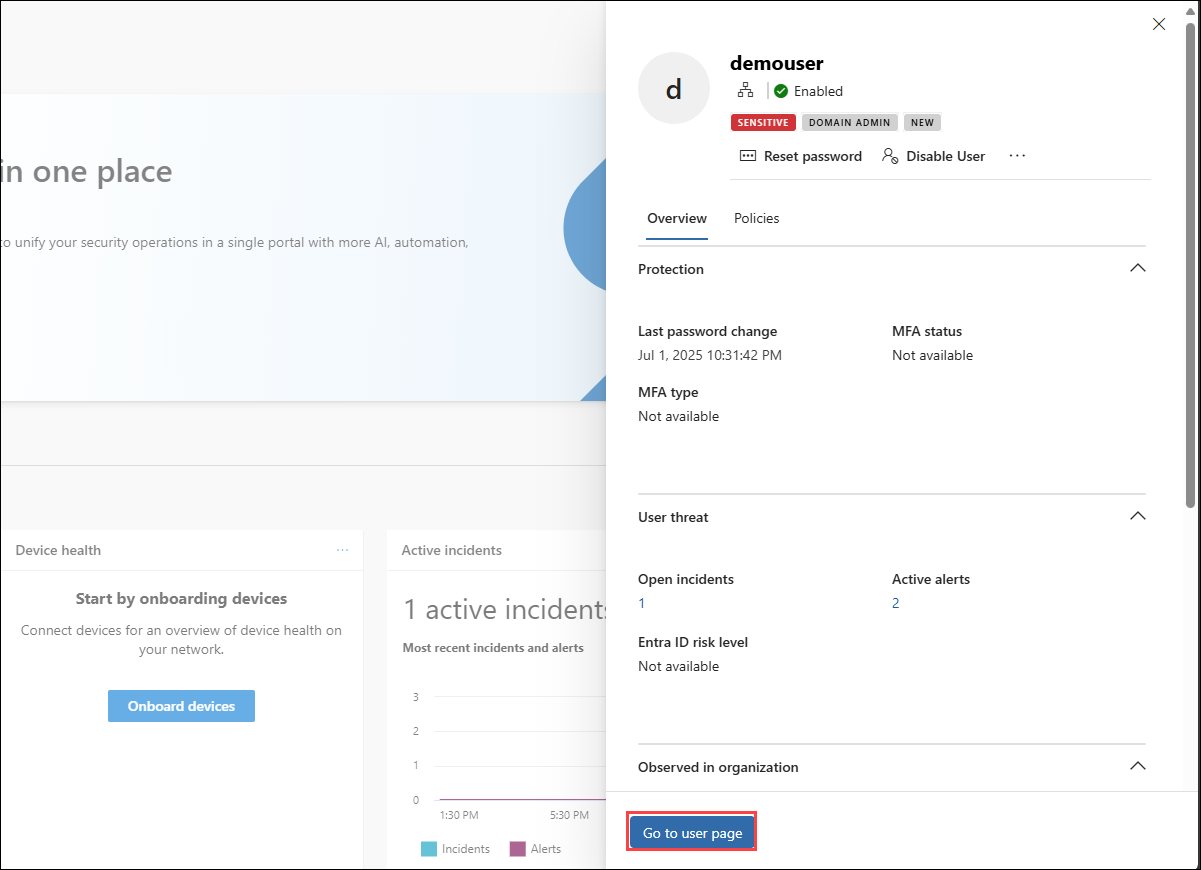 in one place
to unify your security operations in a single portal with more AI, automation,
Device health
Start by onboarding devices
Connect devices for an overview of device health on
your network.
Onboard devices
Active incidents
1 active incidents
Most recent incidents and alerts
3
2
1
0
1:30 PM 5:30 PM
Incidents Alerts
d
demouser
Enabled
SENSITIVE DOMAIN ADMIN NEW
Reset password Disable User
Overview Policies
Protection
Last password change MFA status
Jul 1, 2025 10:31:42 PM Not available
MFA type
Not available
User threat
Open incidents Active alerts
1 2
Entra ID risk level
Not available
Observed in organization
Go to user page